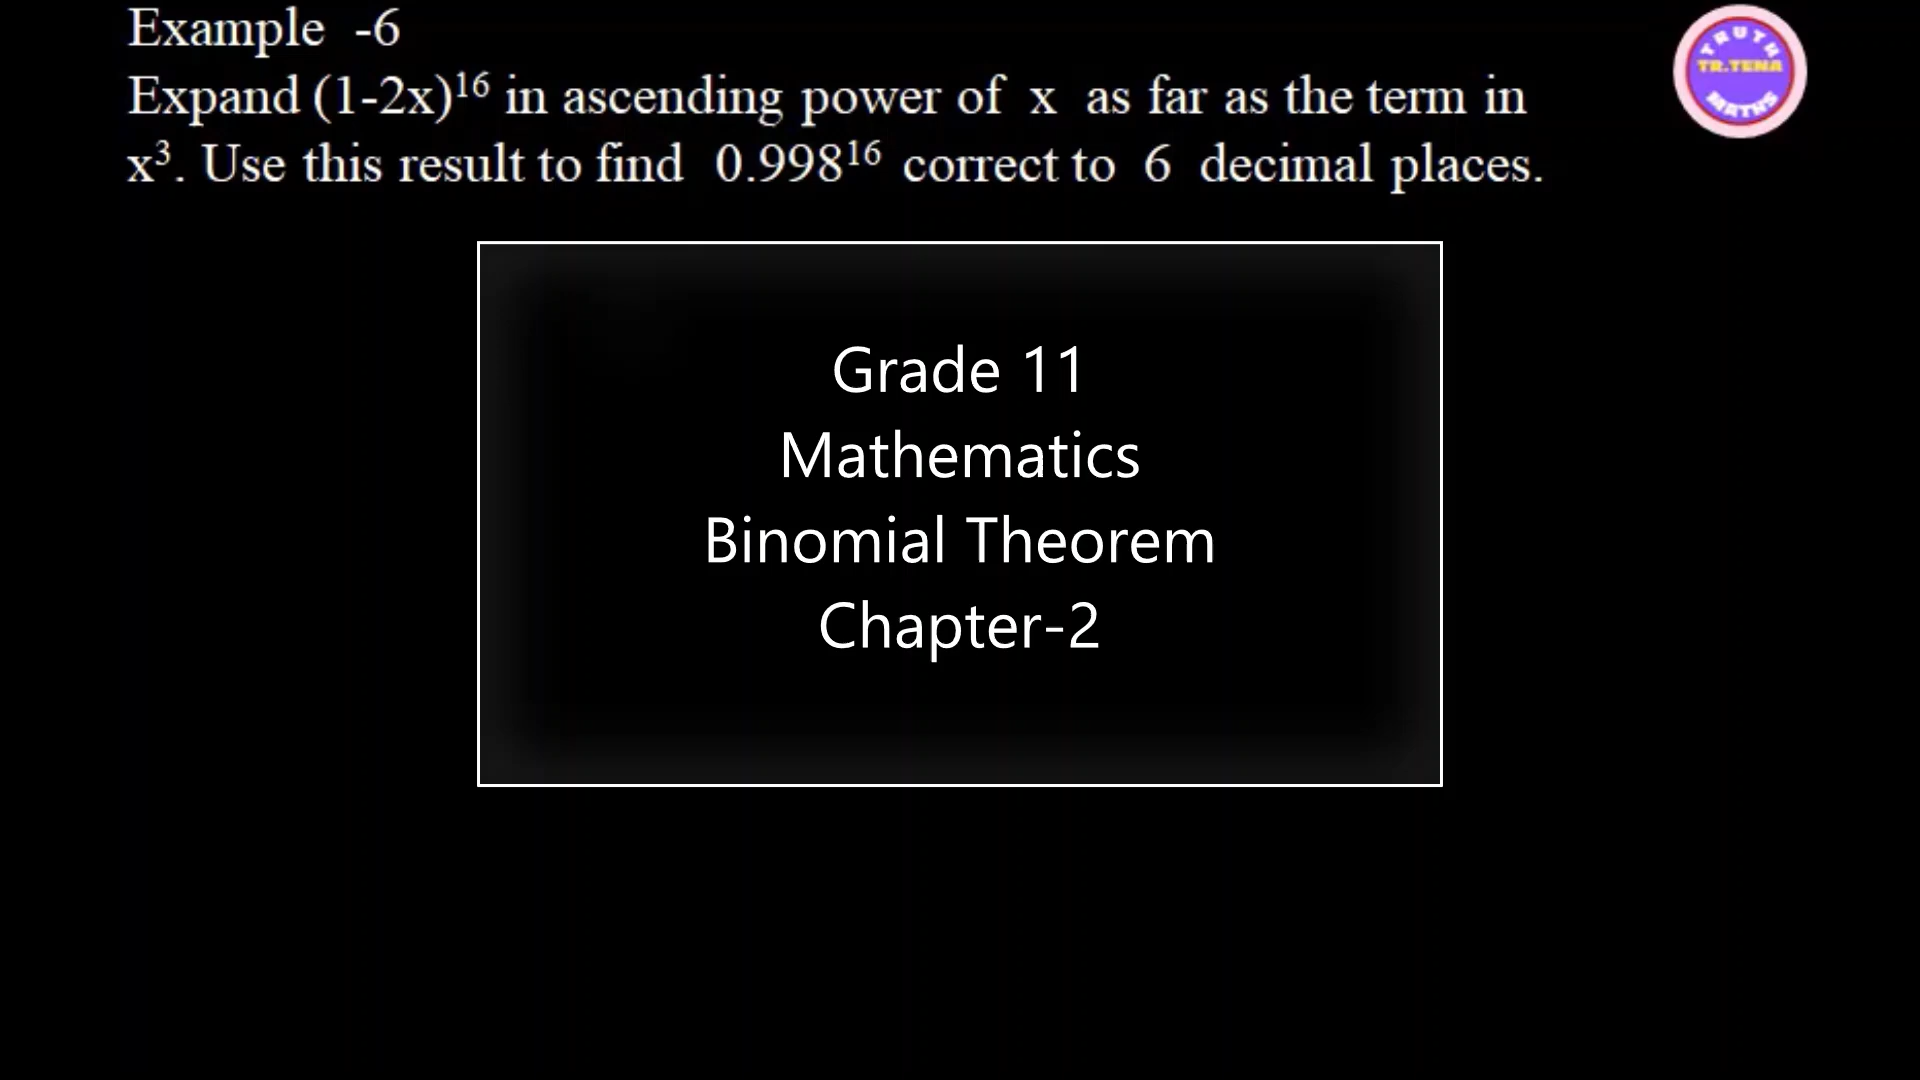 Example -6
Expand (1-2x)¹⁶ in ascending power of x as far as the term in
x³. Use this result to find 0.998¹⁶ correct to 6 decimal places.
TRUTH
TR.TENA
MATHS
Grade 11
Mathematics
Binomial Theorem
Chapter-2